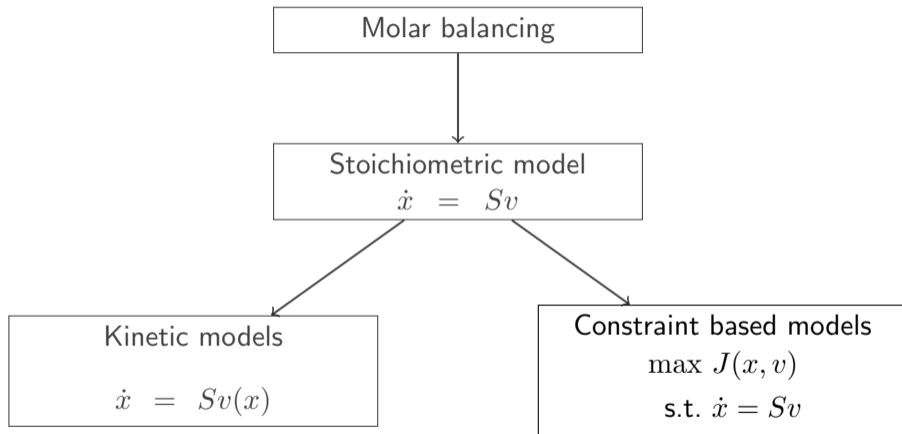 Molar balancing
Stoichiometric model
ẋ = Sv
Kinetic models
ẋ = Sv(x)
Constraint based models
max J(x, v)
s.t. ẋ = Sv